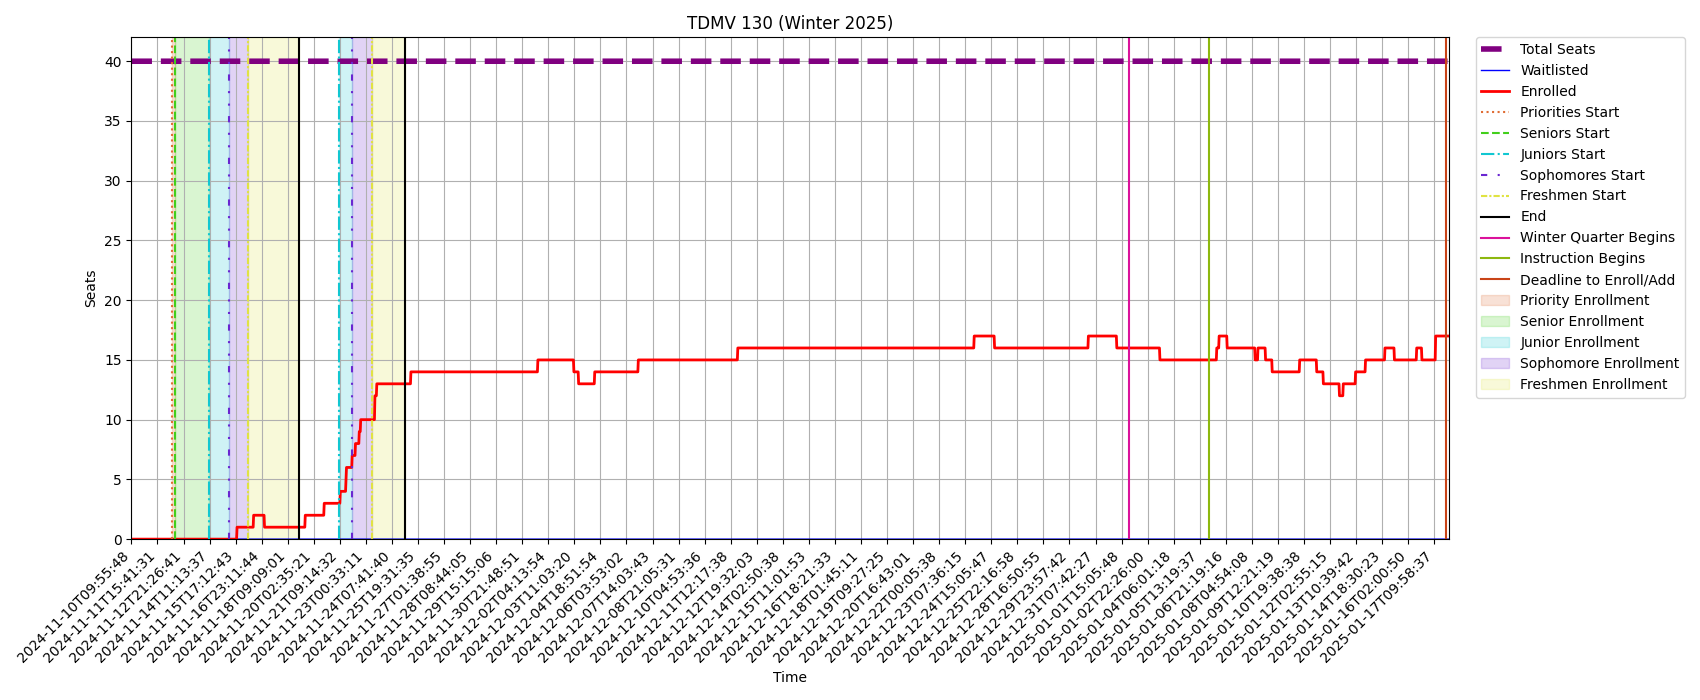 TDMV 130 (Winter 2025)
Seats
40
35
30
25
20
15
10
5
0
2024-11-10T09:55:48
2024-11-11T15:41:31
2024-11-12T21:26:41
2024-11-14T11:13:37
2024-11-15T17:12:43
2024-11-16T23:11:44
2024-11-18T09:09:01
2024-11-20T02:35:21
2024-11-21T09:14:32
2024-11-23T00:33:11
2024-11-24T07:41:40
2024-11-25T19:31:35
2024-11-27T01:38:55
2024-11-28T08:44:05
2024-11-29T15:15:06
2024-11-30T21:48:51
2024-12-02T04:13:54
2024-12-03T11:03:20
2024-12-04T18:51:54
2024-12-06T03:53:02
2024-12-07T14:03:43
2024-12-08T21:05:31
2024-12-10T04:53:36
2024-12-11T12:17:38
2024-12-12T19:32:03
2024-12-14T02:50:38
2024-12-15T11:01:53
2024-12-16T18:21:33
2024-12-18T01:45:11
2024-12-19T09:27:25
2024-12-20T16:43:01
2024-12-22T00:05:38
2024-12-23T07:36:15
2024-12-24T15:05:47
2024-12-25T22:16:58
2024-12-28T16:50:55
2024-12-29T23:57:42
2024-12-31T07:42:27
2025-01-01T15:05:48
2025-01-02T22:26:00
2025-01-04T06:01:18
2025-01-05T13:19:37
2025-01-06T21:19:16
2025-01-08T04:54:08
2025-01-09T12:21:19
2025-01-10T19:38:38
2025-01-12T02:55:15
2025-01-13T10:39:42
2025-01-14T18:30:23
2025-01-16T02:00:50
2025-01-17T09:58:37
Time
Total Seats
Waitlisted
Enrolled
Priorities Start
Seniors Start
Juniors Start
Sophomores Start
Freshmen Start
End
Winter Quarter Begins
Instruction Begins
Deadline to Enroll/Add
Priority Enrollment
Senior Enrollment
Junior Enrollment
Sophomore Enrollment
Freshmen Enrollment